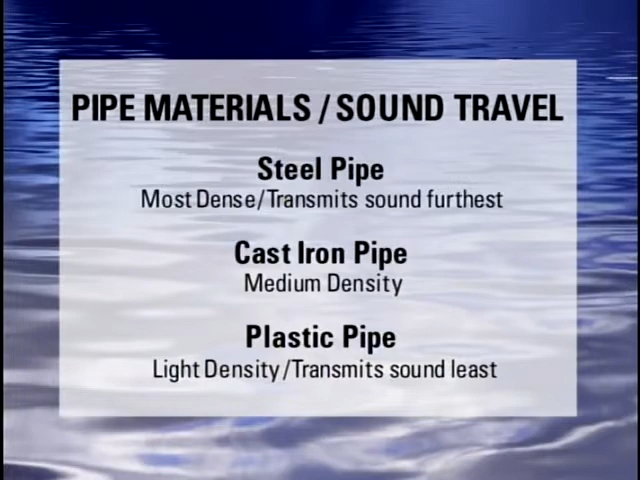 PIPE MATERIALS / SOUND TRAVEL
Steel Pipe
Most Dense/Transmits sound furthest
Cast Iron Pipe
Medium Density
Plastic Pipe
Light Density/Transmits sound least